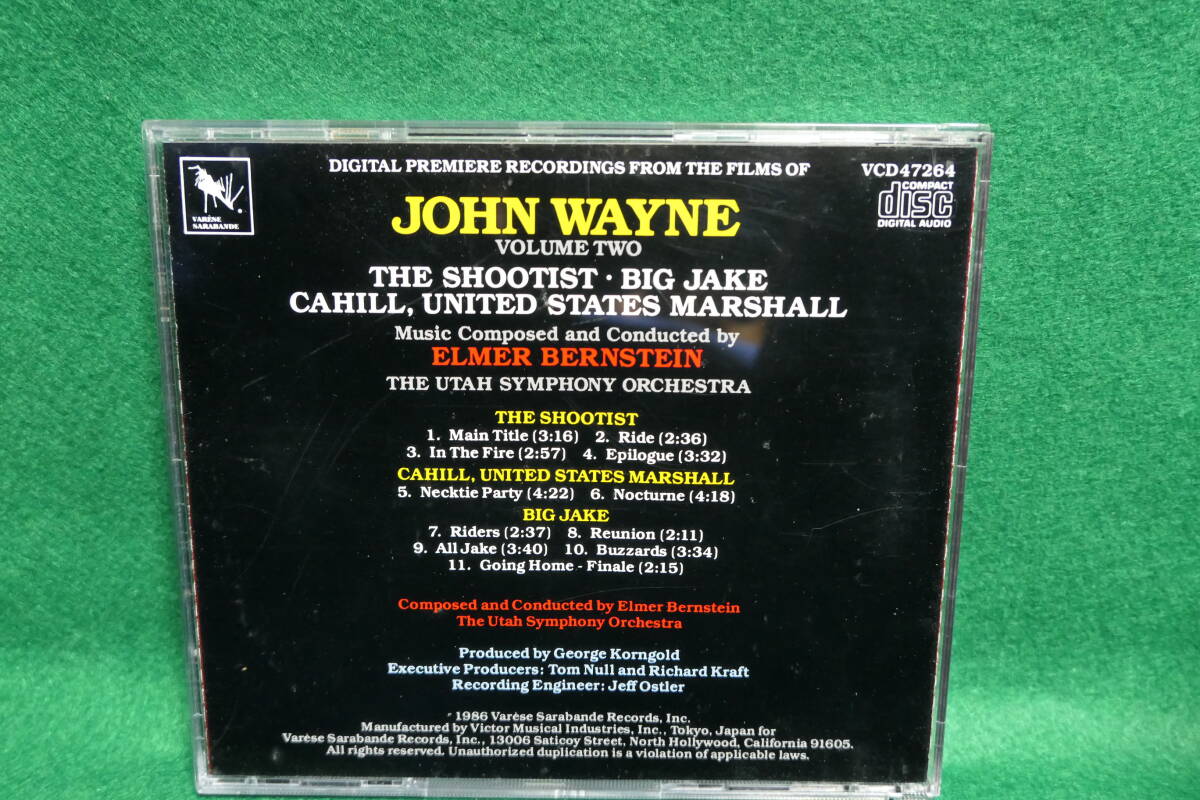 DIGITAL PREMIERE RECORDINGS FROM THE FILMS OF
VCD47264
VARÈSE
SARABANDE
COMPACT
disc
DIGITAL AUDIO
JOHN WAYNE
VOLUME TWO
THE SHOOTIST · BIG JAKE
CAHILL, UNITED STATES MARSHALL
Music Composed and Conducted by
ELMER BERNSTEIN
THE UTAH SYMPHONY ORCHESTRA
THE SHOOTIST
1. Main Title (3:16) 2. Ride (2:36)
3. In The Fire (2:57) 4. Epilogue (3:32)
CAHILL, UNITED STATES MARSHALL
5. Necktie Party (4:22) 6. Nocturne (4:18)
BIG JAKE
7. Riders (2:37) 8. Reunion (2:11)
9. All Jake (3:40) 10. Buzzards (3:34)
11. Going Home - Finale (2:15)
Composed and Conducted by Elmer Bernstein
The Utah Symphony Orchestra
Produced by George Korngold
Executive Producers: Tom Null and Richard Kraft
Recording Engineer: Jeff Ostler
1986 Varèse Sarabande Records, Inc.
Manufactured by Victor Musical Industries, Inc., Tokyo, Japan for
Varèse Sarabande Records, Inc., 13006 Saticoy Street, North Hollywood, California 91605.
All rights reserved. Unauthorized duplication is a violation of applicable laws.